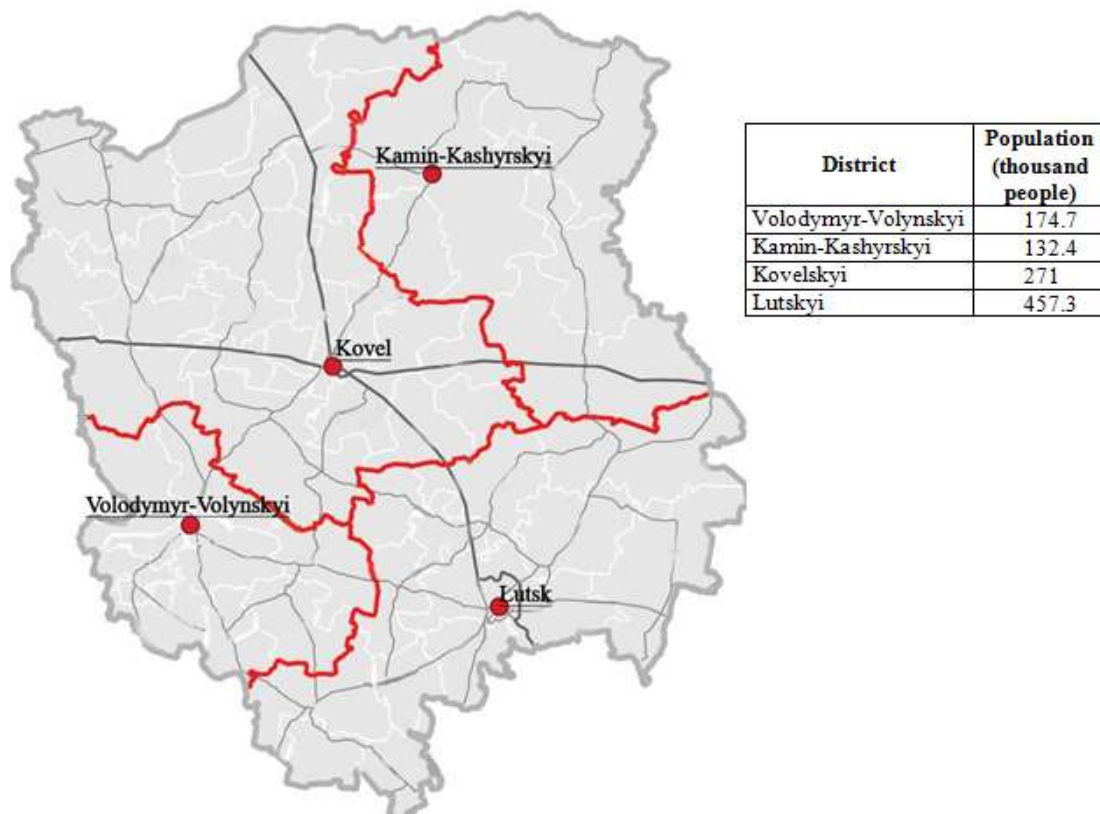 Kamin-Kashyrskyi
Kovel
Volodymyr-Volynskyi
Lutsk
District Population (thousand people)
Volodymyr-Volynskyi 174.7
Kamin-Kashyrskyi 132.4
Kovelskyi 271
Lutskyi 457.3